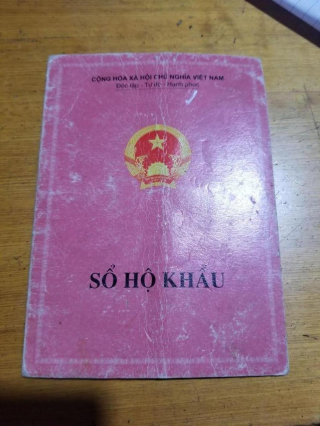 CỘNG HÒA XÃ HỘI CHỦ NGHĨA VIỆT NAM
Độc lập - Tự do - Hạnh phúc
SỔ HỘ KHẨU